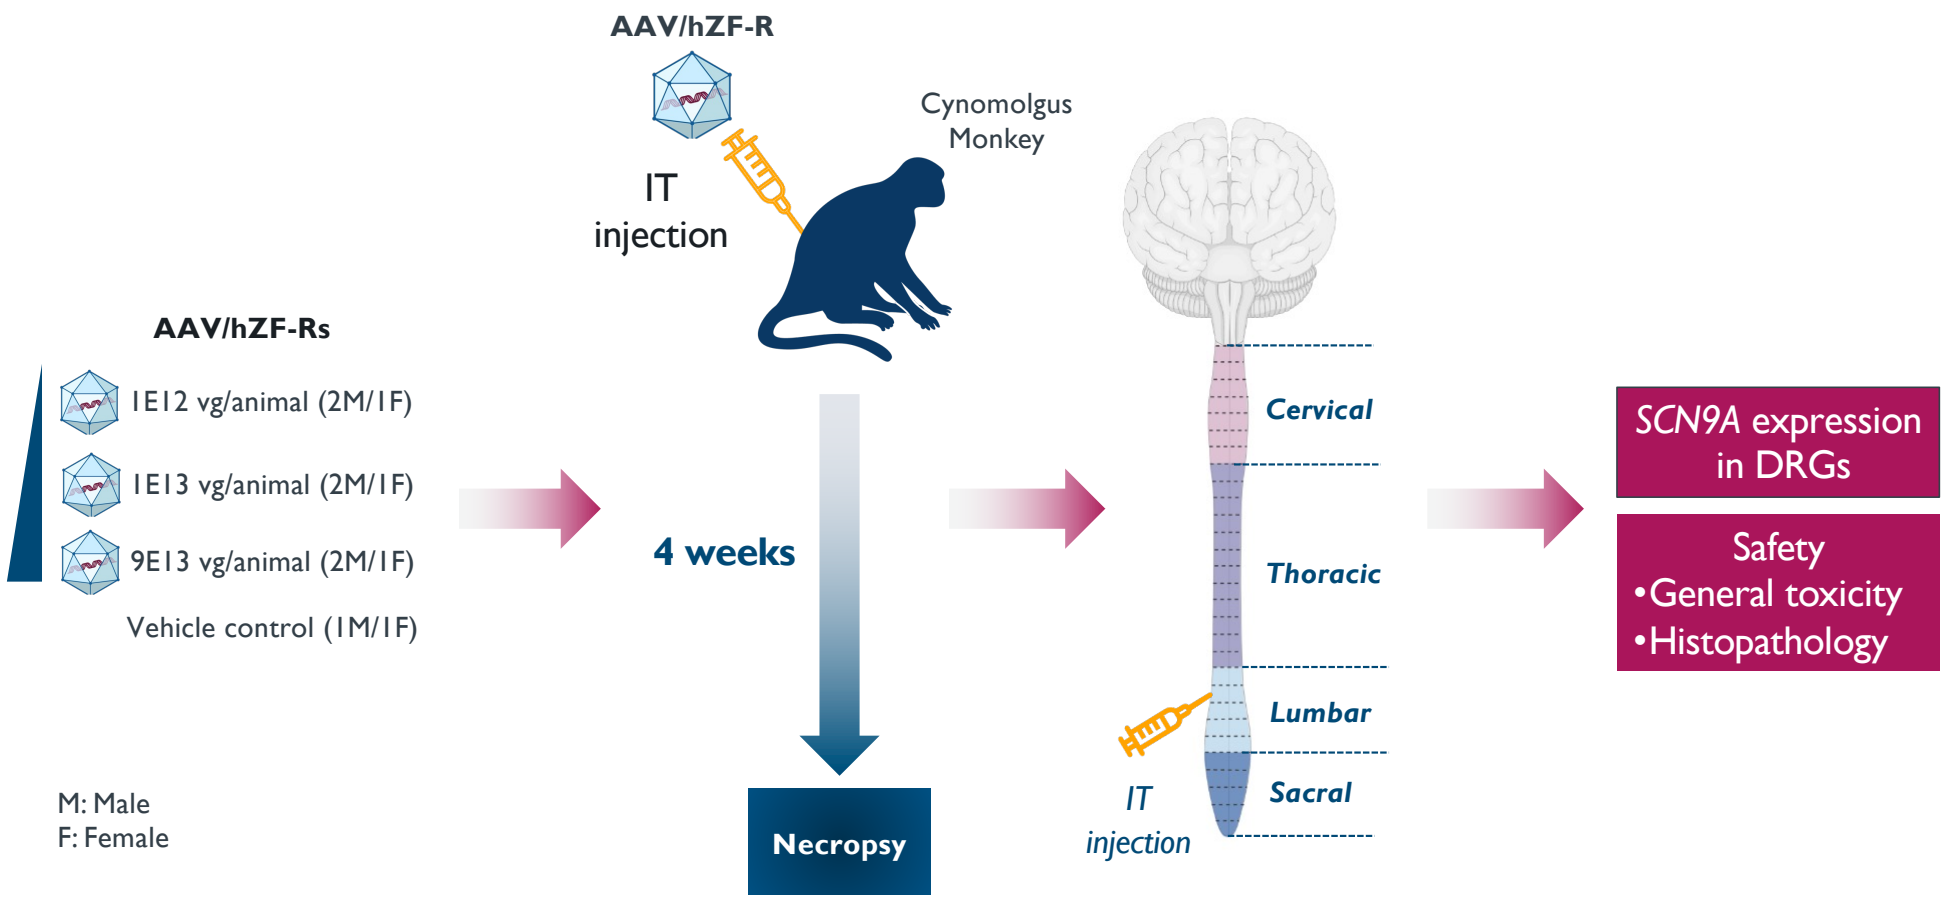 AAV/hZF-R
Cynomolgus
Monkey
IT
injection
AAV/hZF-Rs
1E12 vg/animal (2M/1F)
1E13 vg/animal (2M/1F)
9E13 vg/animal (2M/1F)
Vehicle control (1M/1F)
M: Male
F: Female
4 weeks
Necropsy
Cervical
Thoracic
Lumbar
Sacral
IT
injection
SCN9A expression
in DRGs
Safety
•General toxicity
•Histopathology